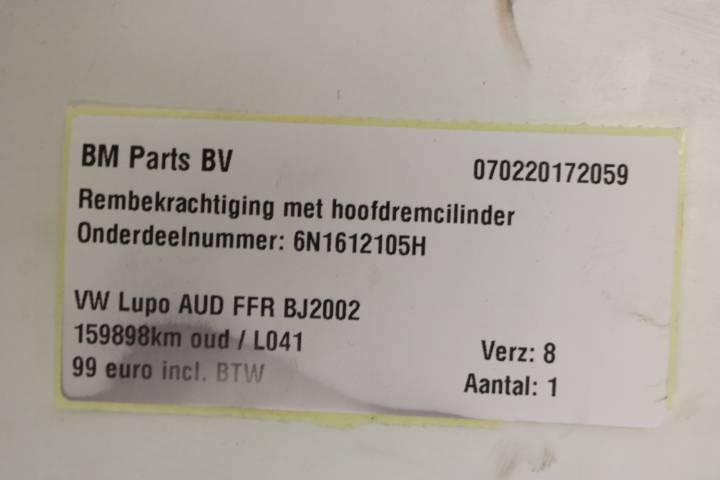 BM Parts BV
070220172059
Rembekrachtiging met hoofdremcilinder
Onderdeelnummer: 6N1612105H
VW Lupo AUD FFR BJ2002
159898km oud / L041
Verz: 8
99 euro incl. BTW
Aantal: 1